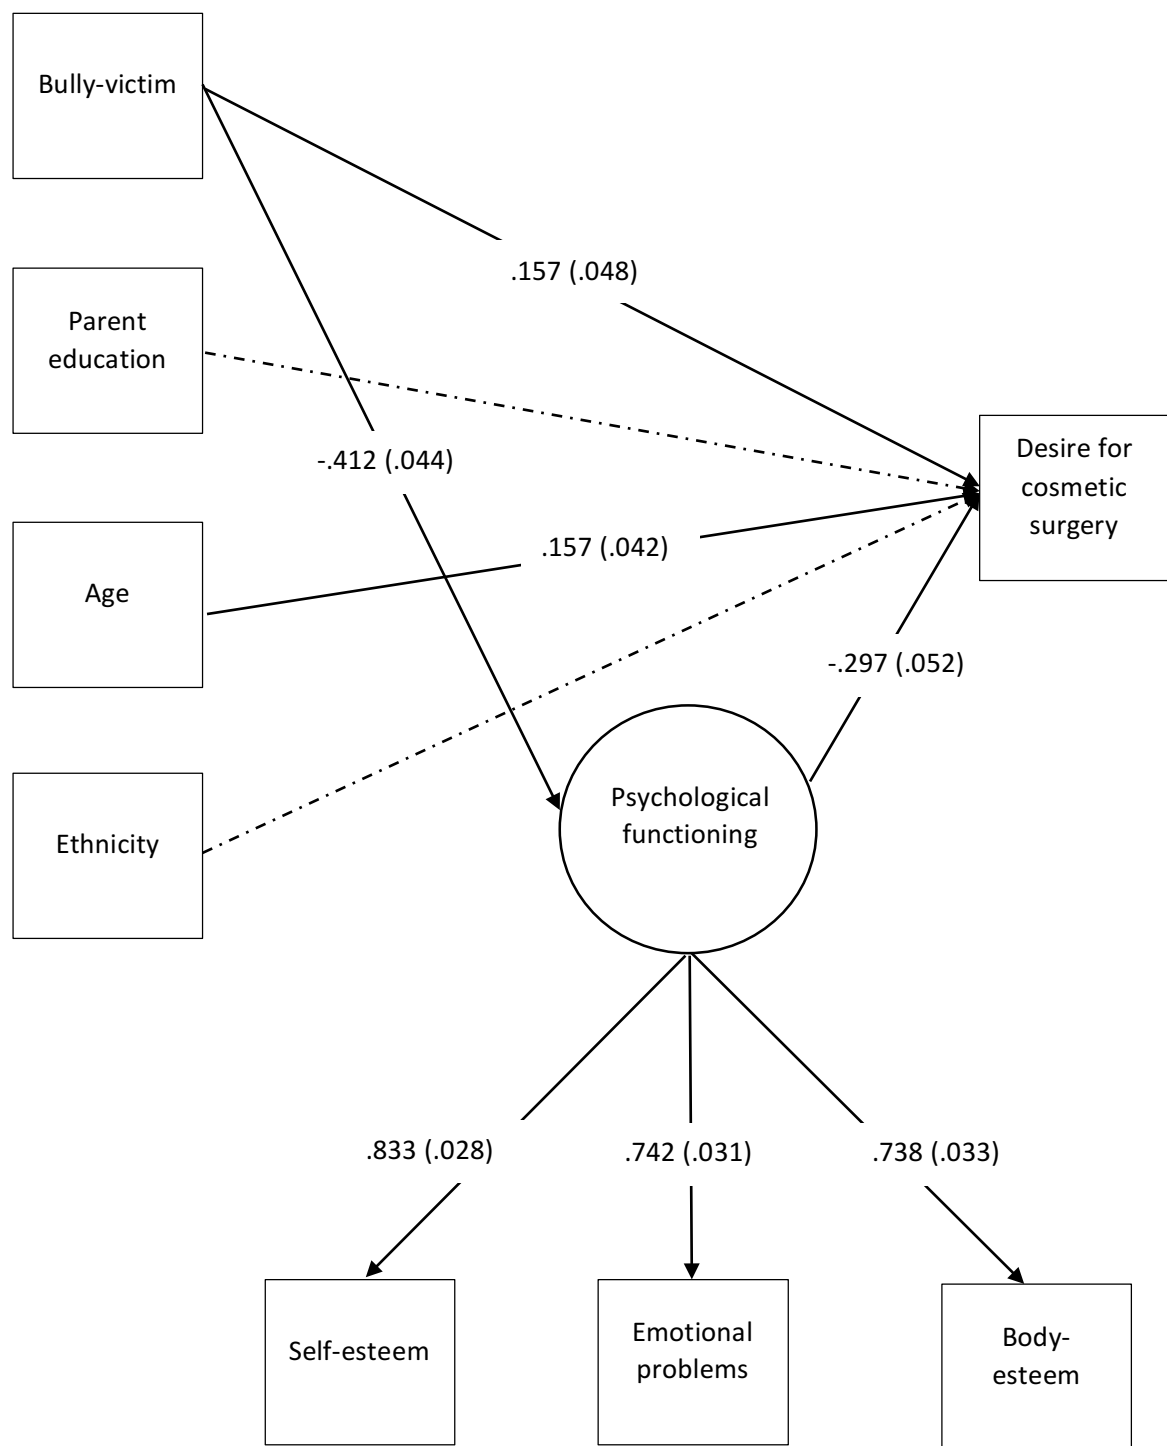 Bully-victim
.157 (.048)
Parent
education
-.412 (.044)
Desire for
cosmetic
surgery
Age
.157 (.042)
-.297 (.052)
Ethnicity
Psychological
functioning
.833 (.028)
.742 (.031)
.738 (.033)
Self-esteem
Emotional
problems
Body-
esteem